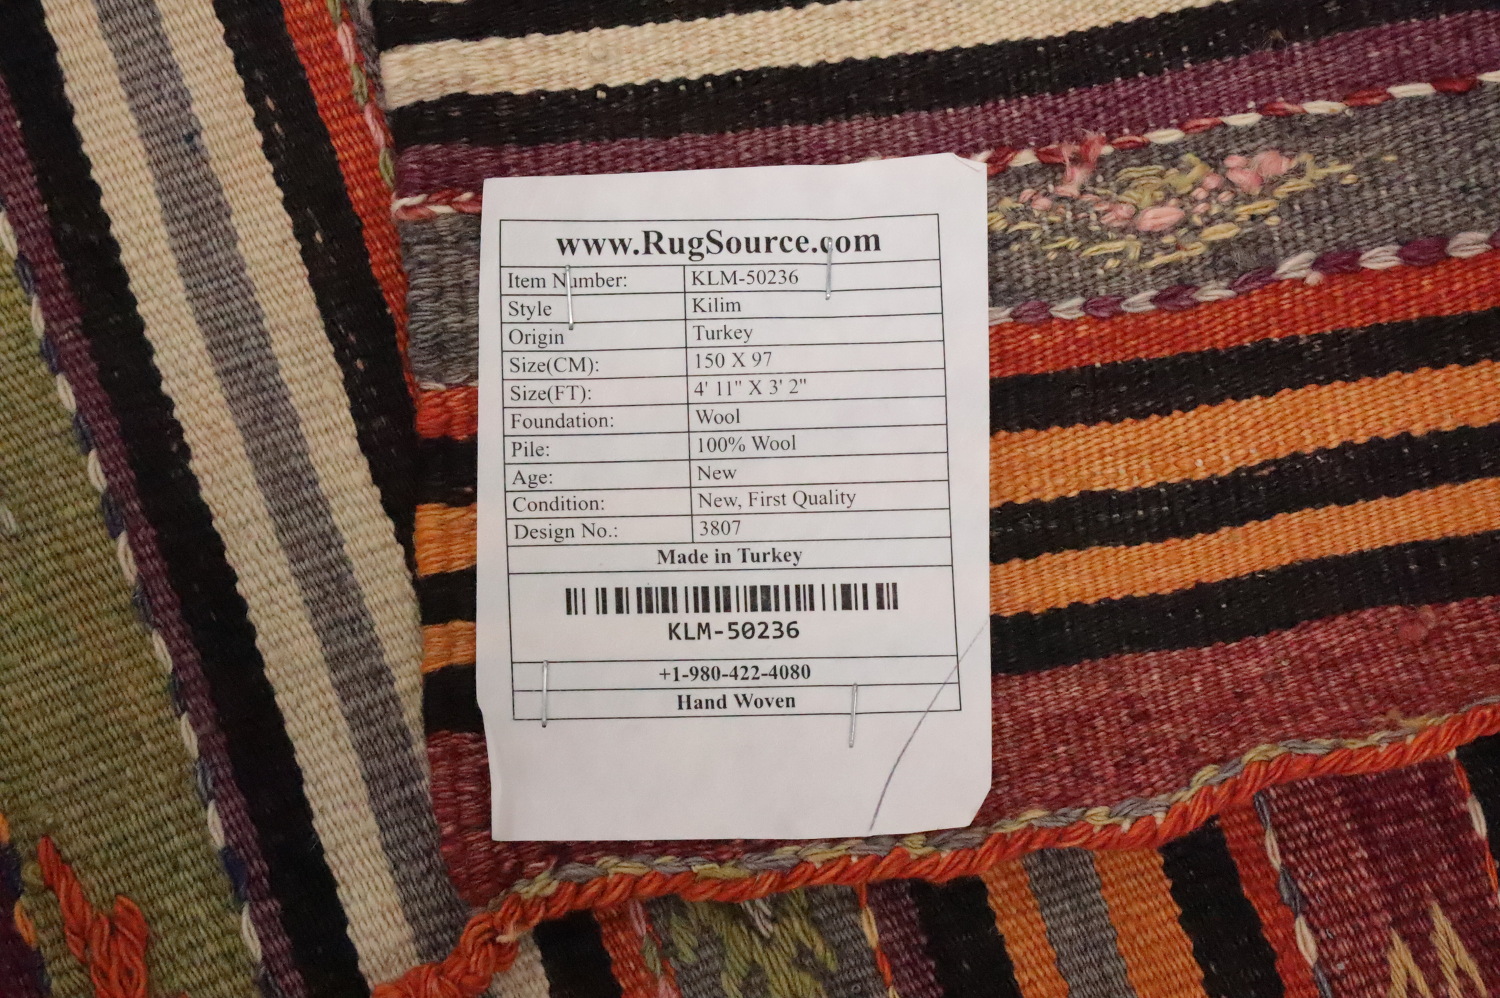 www.RugSource.com
Item Number: KLM-50236
Style Kilim
Origin Turkey
Size(CM): 150 X 97
Size(FT): 4' 11" X 3' 2"
Foundation: Wool
Pile: 100% Wool
Age: New
Condition: New, First Quality
Design No.: 3807
Made in Turkey
KLM-50236
+1-980-422-4080
Hand Woven